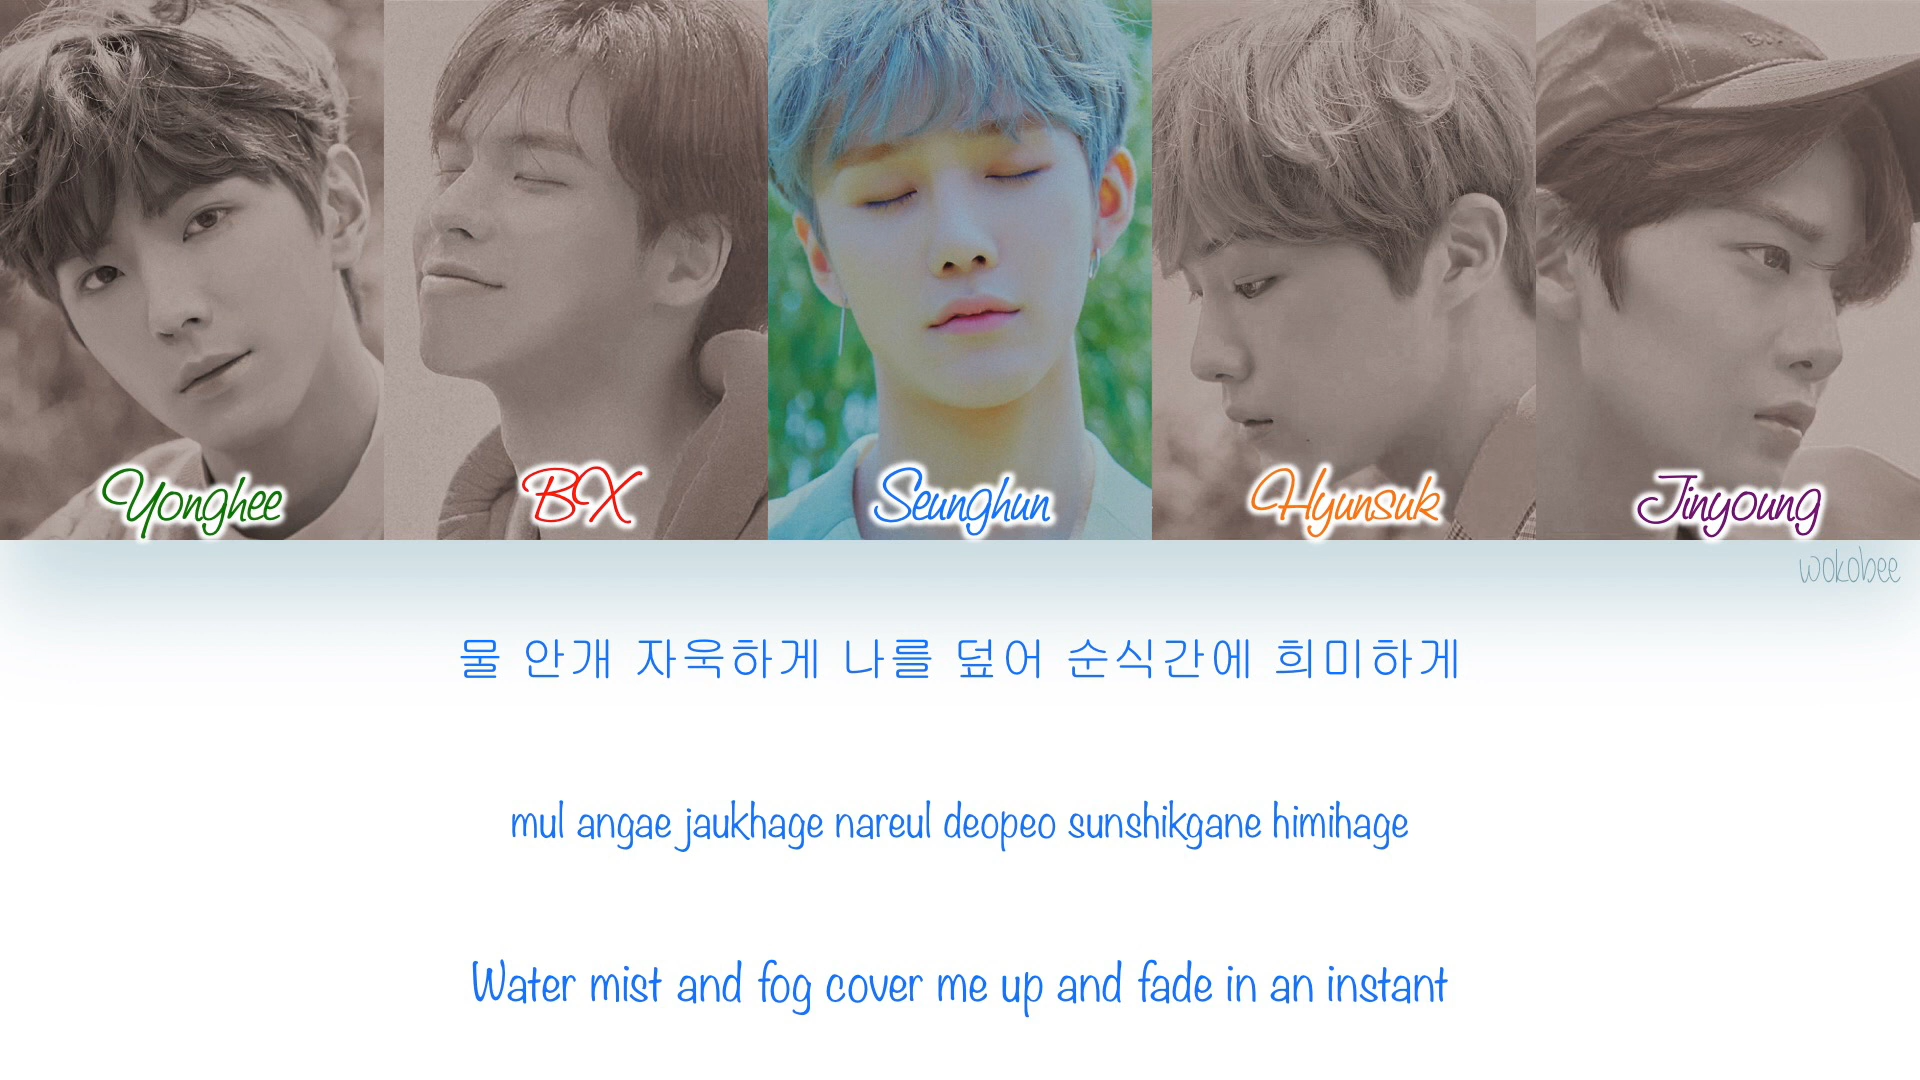 Yonghee
BX
Seunghun
Hyunsuk
Jinyoung
wokobee
물 안개 자욱하게 나를 덮어 순식간에 희미하게
mul angae jaukhage nareul deopeo sunshikgane himihage
Water mist and fog cover me up and fade in an instant